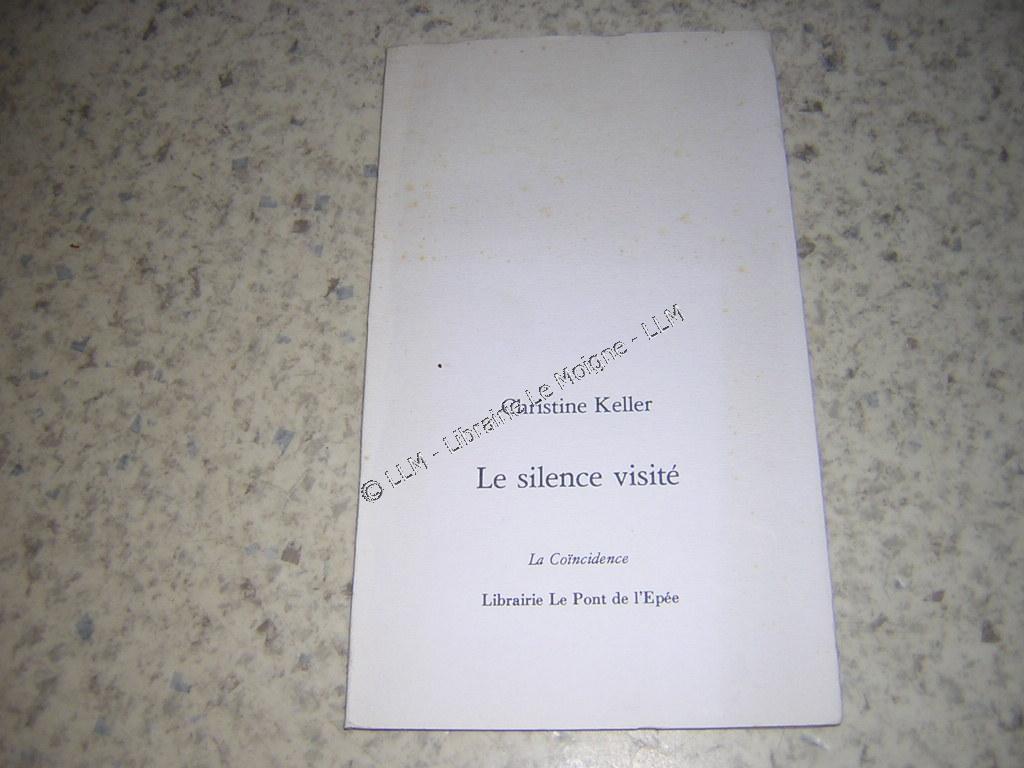 © LLM - Librairie Le Moigne - LLM
Christine Keller
Le silence visité
La Coïncidence
Librairie Le Pont de l'Epée